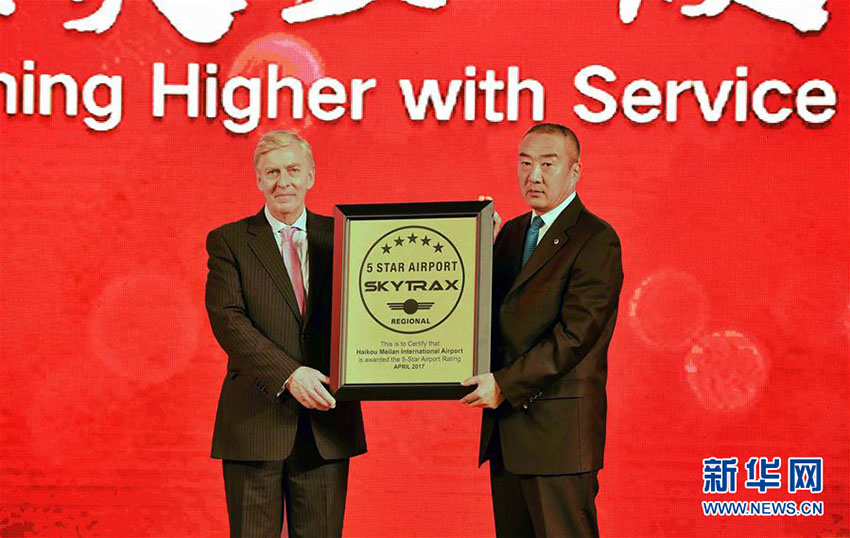 Higher with Service
5 STAR AIRPORT
SKYTRAX
REGIONAL
This is to Certify that
Haikou Meilan International Airport
is awarded the 5-Star Airport Rating
APRIL 2017
新华网
WWW.NEWS.CN